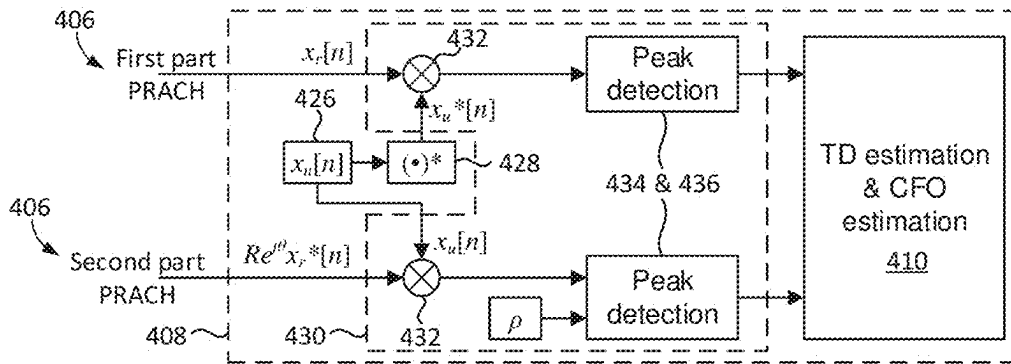 406
First part
PRACH
x_r[n]
432
Peak
detection
426
x_u*[n]
x_u[n]
(•)*
428
434 & 436
TD estimation
& CFO
estimation
410
406
Second part
PRACH
Re^{jθ}x_r*[n]
x_u[n]
432
ρ
Peak
detection
408
430